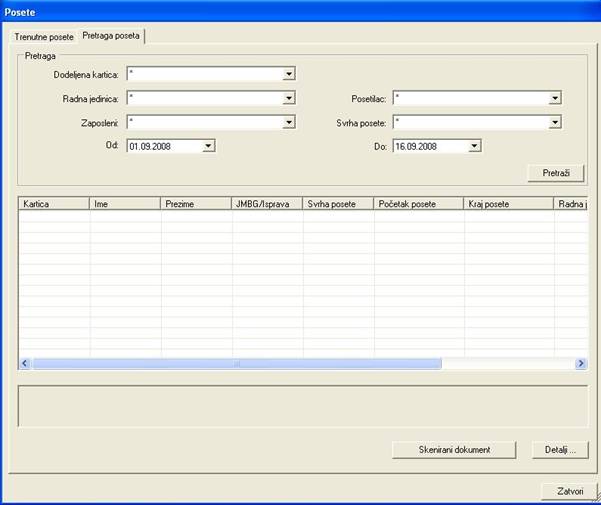 Posete
Trenutne posete Pretraga poseta
Pretraga
Dodeljena kartica: *
Radna jedinica: * Posetilac: *
Zaposleni: * Svrha posete: *
Od: 01.09.2008 Do: 16.09.2008
Pretraži
Kartica Ime Prezime JMBG/Isprava Svrha posete Početak posete Kraj posete Radna j
Skenirani dokument Detalji ...
Zatvori